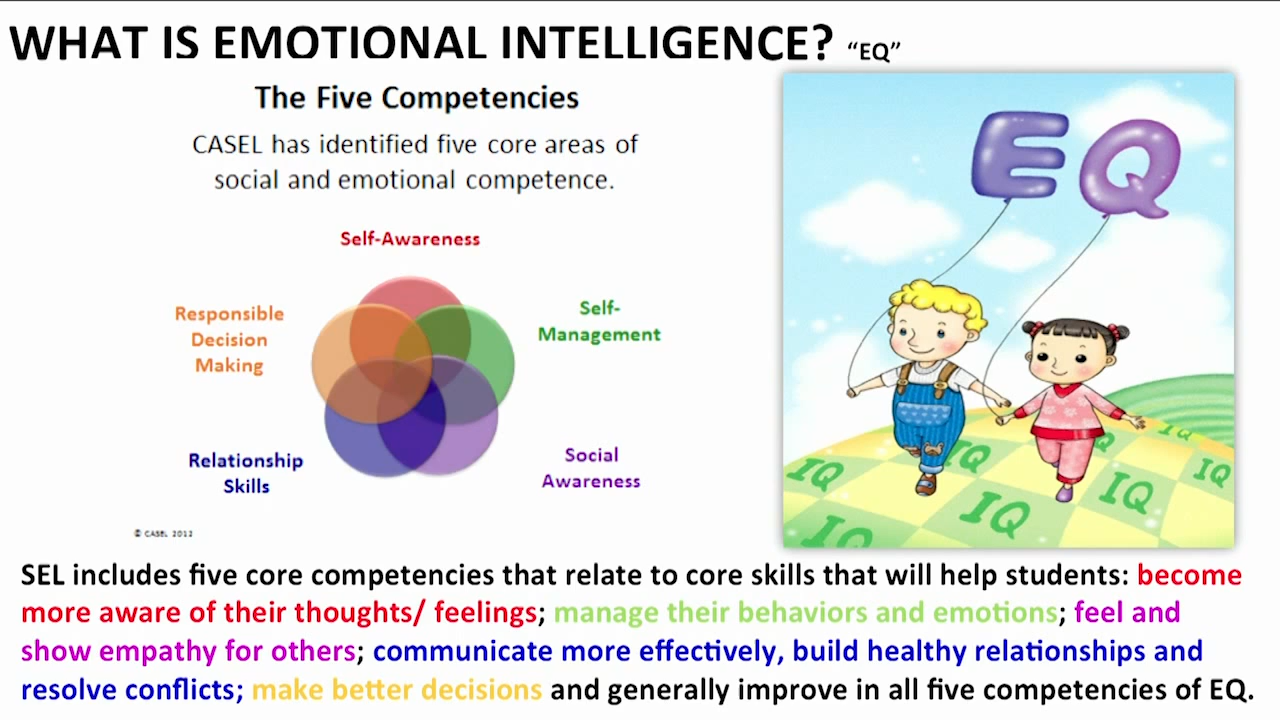 WHAT IS EMOTIONAL INTELLIGENCE? “EQ”
The Five Competencies
CASEL has identified five core areas of
social and emotional competence.
Self-Awareness
Responsible
Decision
Making
Self-
Management
Relationship
Skills
Social
Awareness
© CASEL 2012
EQ
IQ
IQ
IQ
IQ
IQ
IQ
IQ
SEL includes five core competencies that relate to core skills that will help students: become
more aware of their thoughts/ feelings; manage their behaviors and emotions; feel and
show empathy for others; communicate more effectively, build healthy relationships and
resolve conflicts; make better decisions and generally improve in all five competencies of EQ.